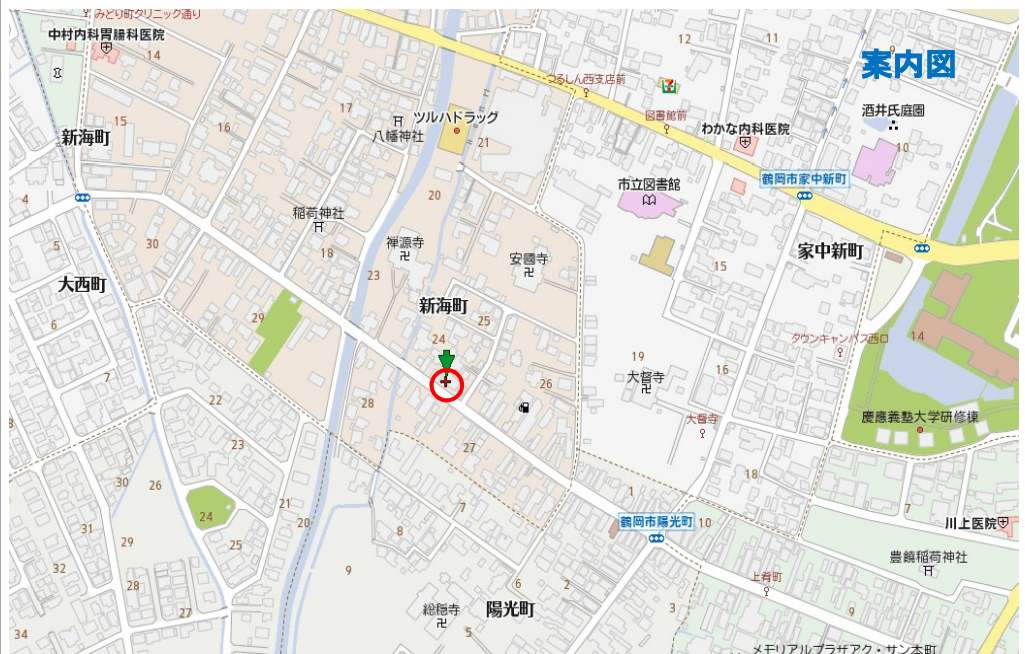 みどり町クリニック通り
中村内科胃腸科医院
14
案内図
12
11
9
つるしん西支店前
図書館前
酒井氏庭園
10
わかな内科医院
鶴岡市家中新町
17
15
16
八幡神社
ツルハドラッグ
21
新海町
20
市立図書館
4
稲荷神社
18
禅源寺
安國寺
家中新町
5
30
23
15
大西町
新海町
29
25
24
6
タウンキャンパス西口
14
19
16
大督寺
7
26
22
28
大督寺
慶應義塾大学研修棟
23
27
18
30
26
21
20
24
1
7
7
31
25
8
鶴岡市陽光町
10
川上医院
29
豊饒稲荷神社
32
9
上肴町
28
6
2
27
総穏寺
陽光町
3
9
34
5
メモリアルプラザアク・サン本町